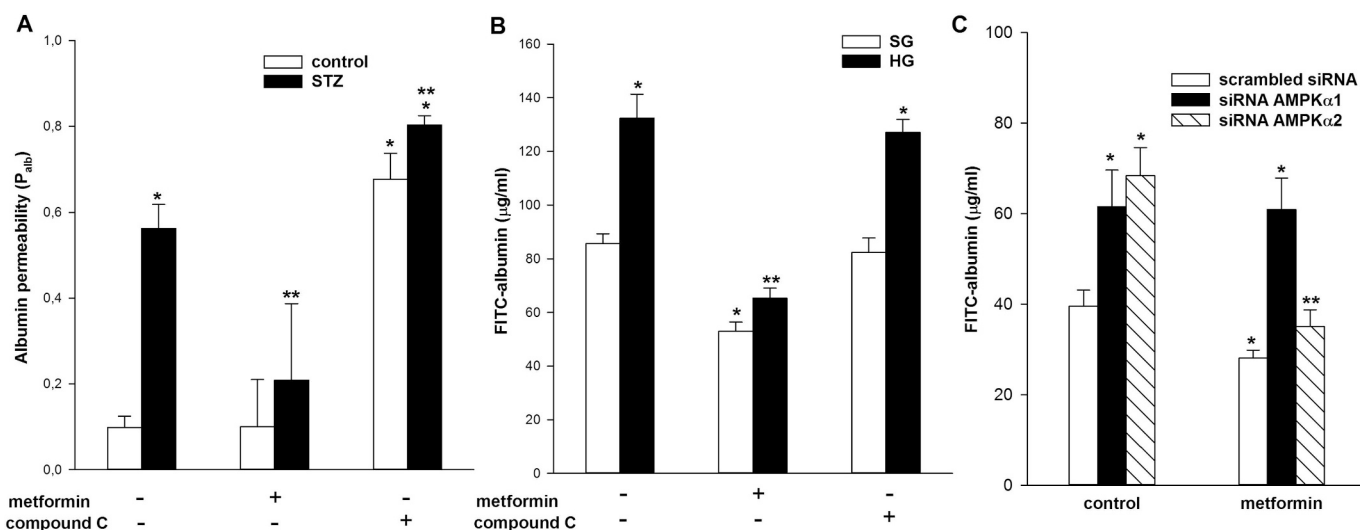 A
1,0
0,8
0,6
0,4
0,2
0,0
Albumin permeability (Palb)
control
STZ
*
**
*
**
*
metformin - + -
compound C - - +
B
160
140
120
100
80
60
40
20
0
FITC-albumin (µg/ml)
SG
HG
*
*
**
*
metformin - + -
compound C - - +
C
100
80
60
40
20
0
FITC-albumin (µg/ml)
scrambled siRNA
siRNA AMPKα1
siRNA AMPKα2
*
*
*
*
**
control metformin